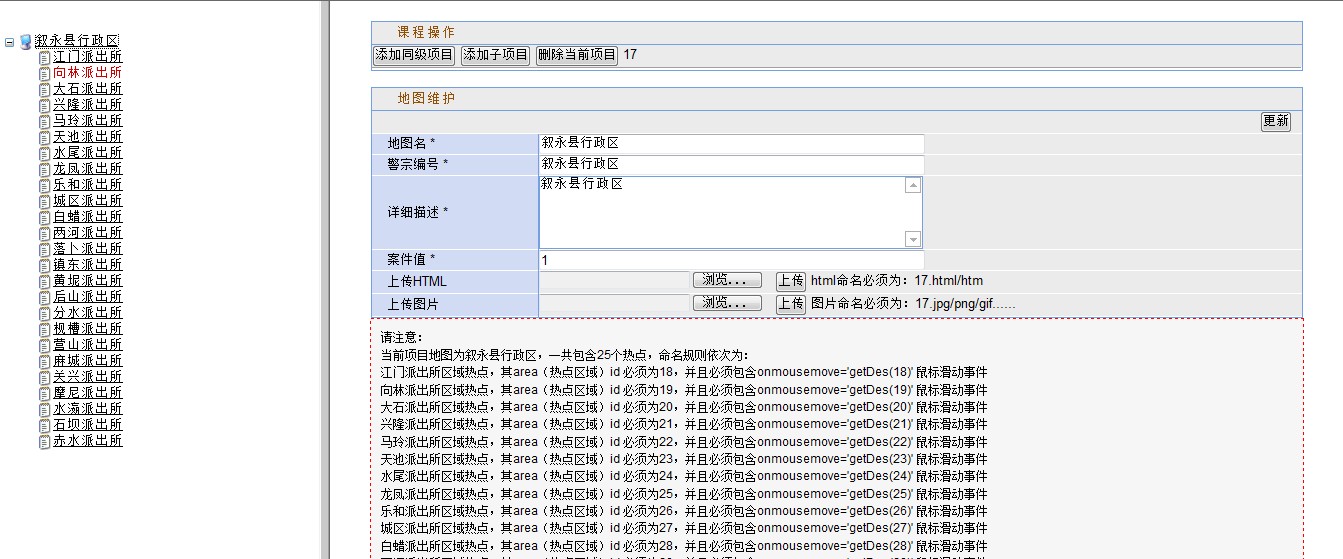 叙永县行政区
江门派出所
向林派出所
大石派出所
兴隆派出所
马玲派出所
天池派出所
水尾派出所
龙凤派出所
乐和派出所
城区派出所
白蜡派出所
两河派出所
落卜派出所
镇东派出所
黄坭派出所
后山派出所
分水派出所
枧槽派出所
营山派出所
麻城派出所
关兴派出所
摩尼派出所
水潦派出所
石坝派出所
赤水派出所
课程操作
添加同级项目 添加子项目 删除当前项目 17
地图维护
更新
地图名 * 叙永县行政区
警宗编号 * 叙永县行政区
详细描述 * 叙永县行政区
案件值 * 1
上传HTML 浏览... 上传 html命名必须为：17.html/htm
上传图片 浏览... 上传 图片命名必须为：17.jpg/png/gif......
请注意：
当前项目地图为叙永县行政区，一共包含25个热点，命名规则依次为：
江门派出所区域热点，其area（热点区域）id 必须为18，并且必须包含onmousemove='getDes(18)' 鼠标滑动事件
向林派出所区域热点，其area（热点区域）id 必须为19，并且必须包含onmousemove='getDes(19)' 鼠标滑动事件
大石派出所区域热点，其area（热点区域）id 必须为20，并且必须包含onmousemove='getDes(20)' 鼠标滑动事件
兴隆派出所区域热点，其area（热点区域）id 必须为21，并且必须包含onmousemove='getDes(21)' 鼠标滑动事件
马玲派出所区域热点，其area（热点区域）id 必须为22，并且必须包含onmousemove='getDes(22)' 鼠标滑动事件
天池派出所区域热点，其area（热点区域）id 必须为23，并且必须包含onmousemove='getDes(23)' 鼠标滑动事件
水尾派出所区域热点，其area（热点区域）id 必须为24，并且必须包含onmousemove='getDes(24)' 鼠标滑动事件
龙凤派出所区域热点，其area（热点区域）id 必须为25，并且必须包含onmousemove='getDes(25)' 鼠标滑动事件
乐和派出所区域热点，其area（热点区域）id 必须为26，并且必须包含onmousemove='getDes(26)' 鼠标滑动事件
城区派出所区域热点，其area（热点区域）id 必须为27，并且必须包含onmousemove='getDes(27)' 鼠标滑动事件
白蜡派出所区域热点，其area（热点区域）id 必须为28，并且必须包含onmousemove='getDes(28)' 鼠标滑动事件